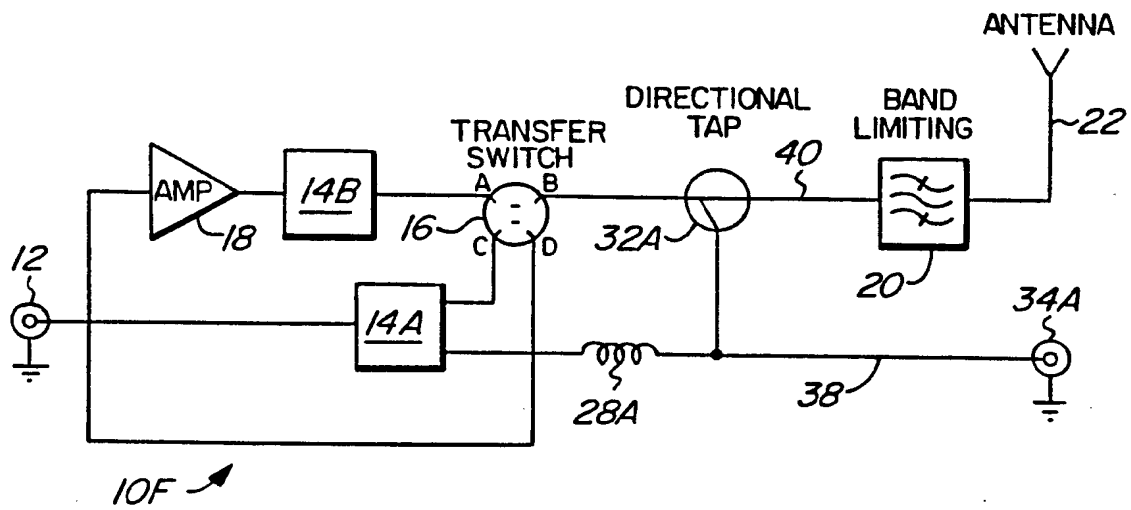 ANTENNA
DIRECTIONAL
TAP
BAND
LIMITING
TRANSFER
SWITCH
22
40
AMP
14B
A
B
16
C
D
18
32A
20
12
14A
34A
28A
38
10F